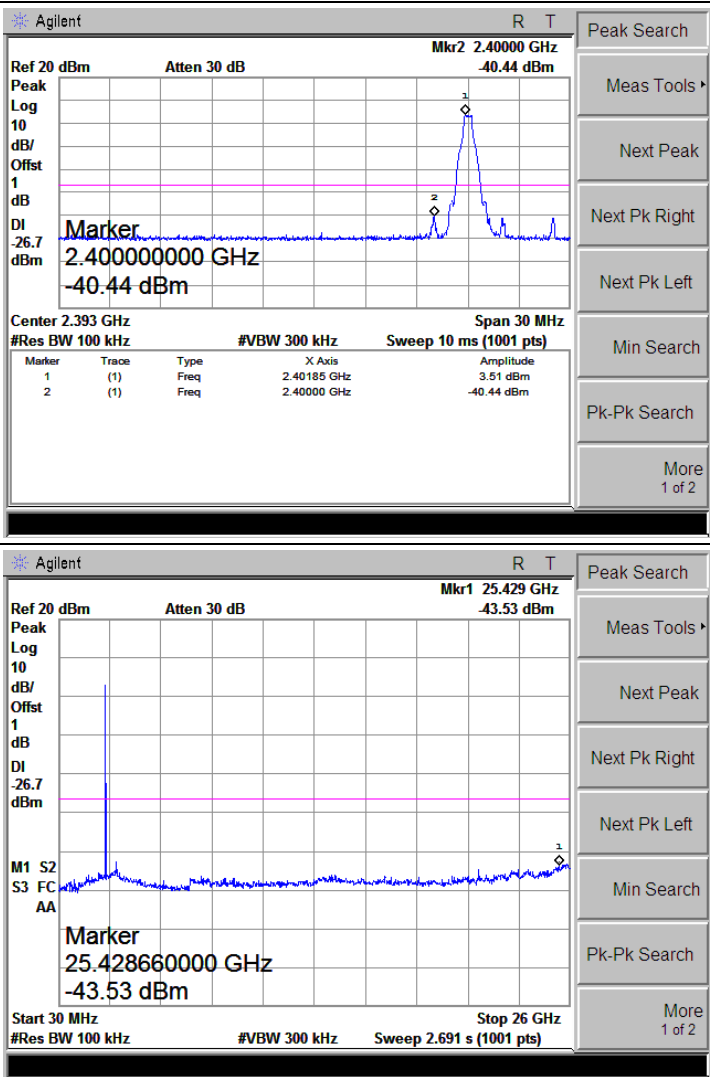 Agilent R T
Peak Search
Mkr2 2.40000 GHz
Ref 20 dBm Atten 30 dB -40.44 dBm
Peak
Log
10
dB/
Offst
1
dB
DI
-26.7
dBm
1
2
Marker
2.400000000 GHz
-40.44 dBm
Center 2.393 GHz Span 30 MHz
#Res BW 100 kHz #VBW 300 kHz Sweep 10 ms (1001 pts)
Marker Trace Type X Axis Amplitude
1 (1) Freq 2.40185 GHz 3.51 dBm
2 (1) Freq 2.40000 GHz -40.44 dBm
Meas Tools
Next Peak
Next Pk Right
Next Pk Left
Min Search
Pk-Pk Search
More
1 of 2
Agilent R T
Peak Search
Mkr1 25.429 GHz
Ref 20 dBm Atten 30 dB -43.53 dBm
Peak
Log
10
dB/
Offst
1
dB
DI
-26.7
dBm
1
M1 S2
S3 FC
AA
Marker
25.428660000 GHz
-43.53 dBm
Start 30 MHz Stop 26 GHz
#Res BW 100 kHz #VBW 300 kHz Sweep 2.691 s (1001 pts)
Meas Tools
Next Peak
Next Pk Right
Next Pk Left
Min Search
Pk-Pk Search
More
1 of 2